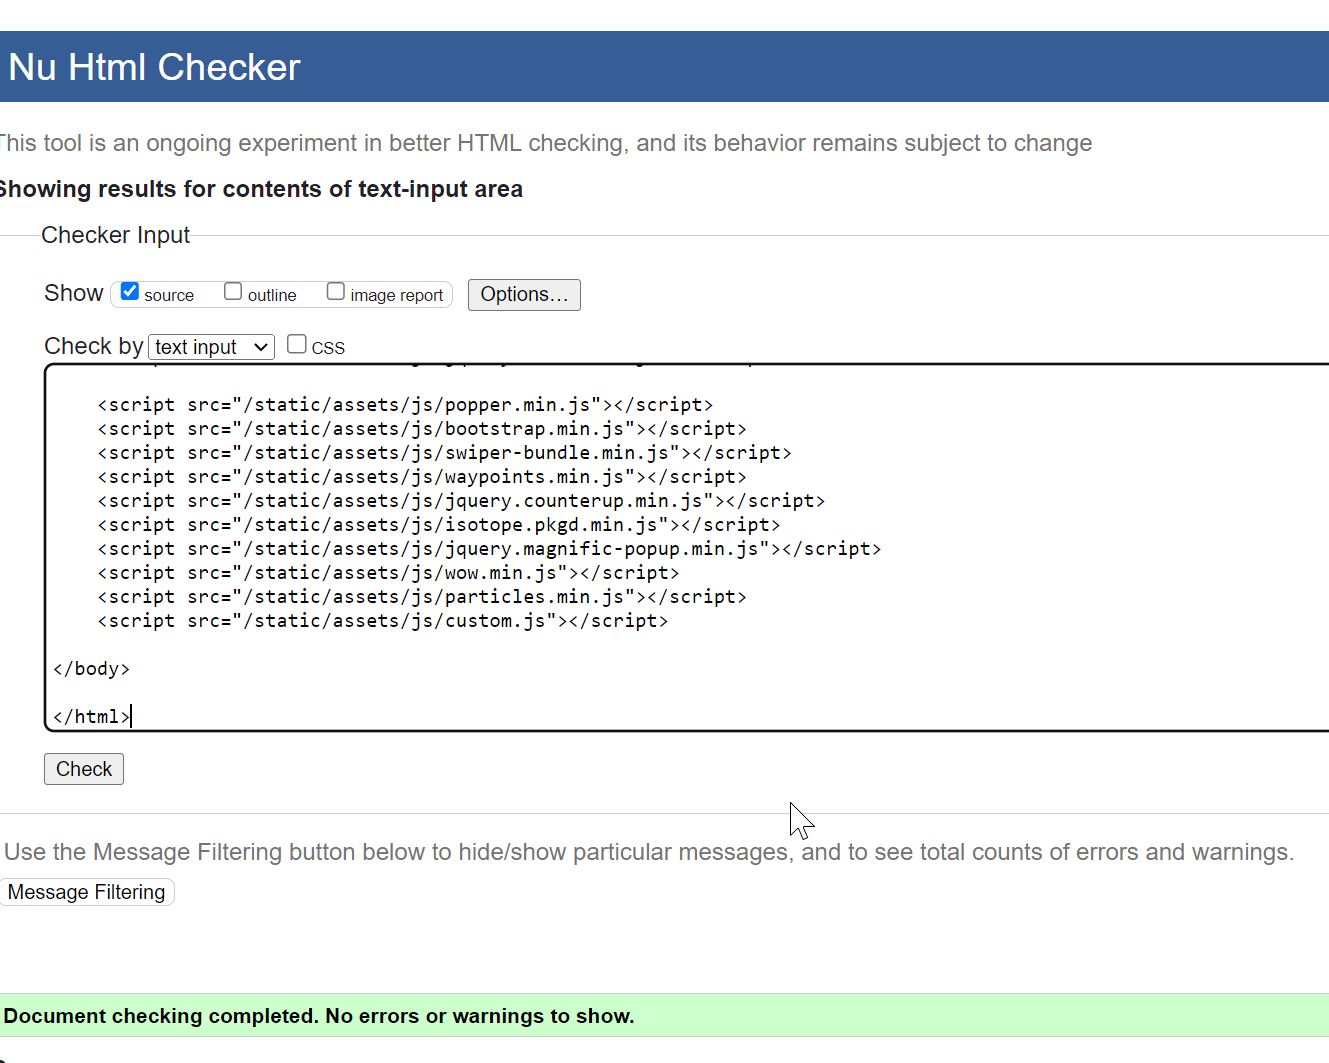 Nu Html Checker
This tool is an ongoing experiment in better HTML checking, and its behavior remains subject to change
Showing results for contents of text-input area
Checker Input
Show source outline image report Options...
Check by text input CSS
<script src="/static/assets/js/popper.min.js"></script>
<script src="/static/assets/js/bootstrap.min.js"></script>
<script src="/static/assets/js/swiper-bundle.min.js"></script>
<script src="/static/assets/js/waypoints.min.js"></script>
<script src="/static/assets/js/jquery.counterup.min.js"></script>
<script src="/static/assets/js/isotope.pkgd.min.js"></script>
<script src="/static/assets/js/jquery.magnific-popup.min.js"></script>
<script src="/static/assets/js/wow.min.js"></script>
<script src="/static/assets/js/particles.min.js"></script>
<script src="/static/assets/js/custom.js"></script>
</body>
</html>
Check
Use the Message Filtering button below to hide/show particular messages, and to see total counts of errors and warnings.
Message Filtering
Document checking completed. No errors or warnings to show.